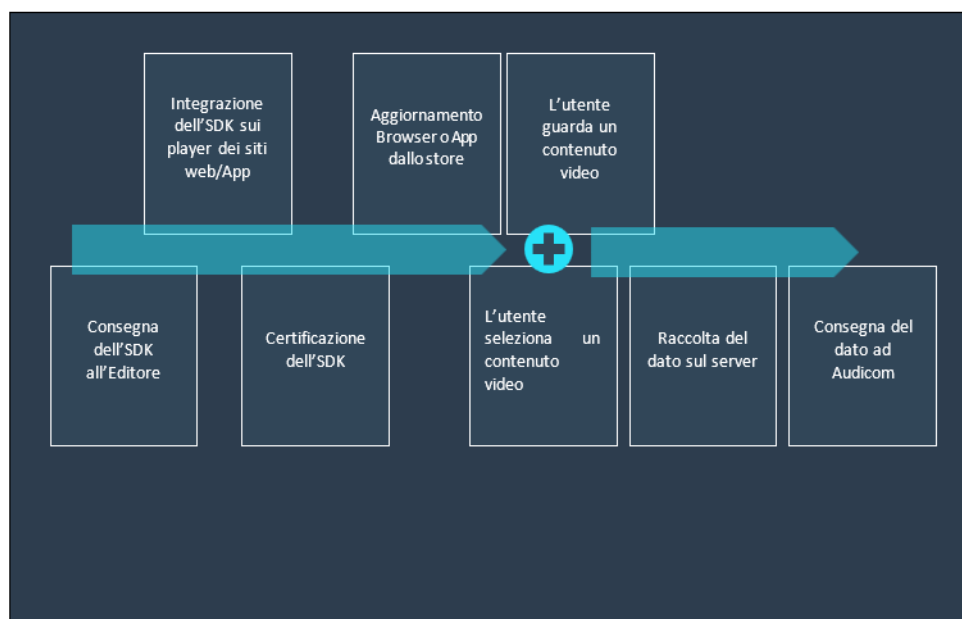 Integrazione
dell'SDK sui
player dei siti
web/App
Aggiornamento
Browser o App
dallo store
L'utente
guarda un
contenuto
video
Consegna
dell'SDK
all'Editore
Certificazione
dell'SDK
L'utente
seleziona un
contenuto
video
Raccolta del
dato sul server
Consegna del
dato ad
Audicom